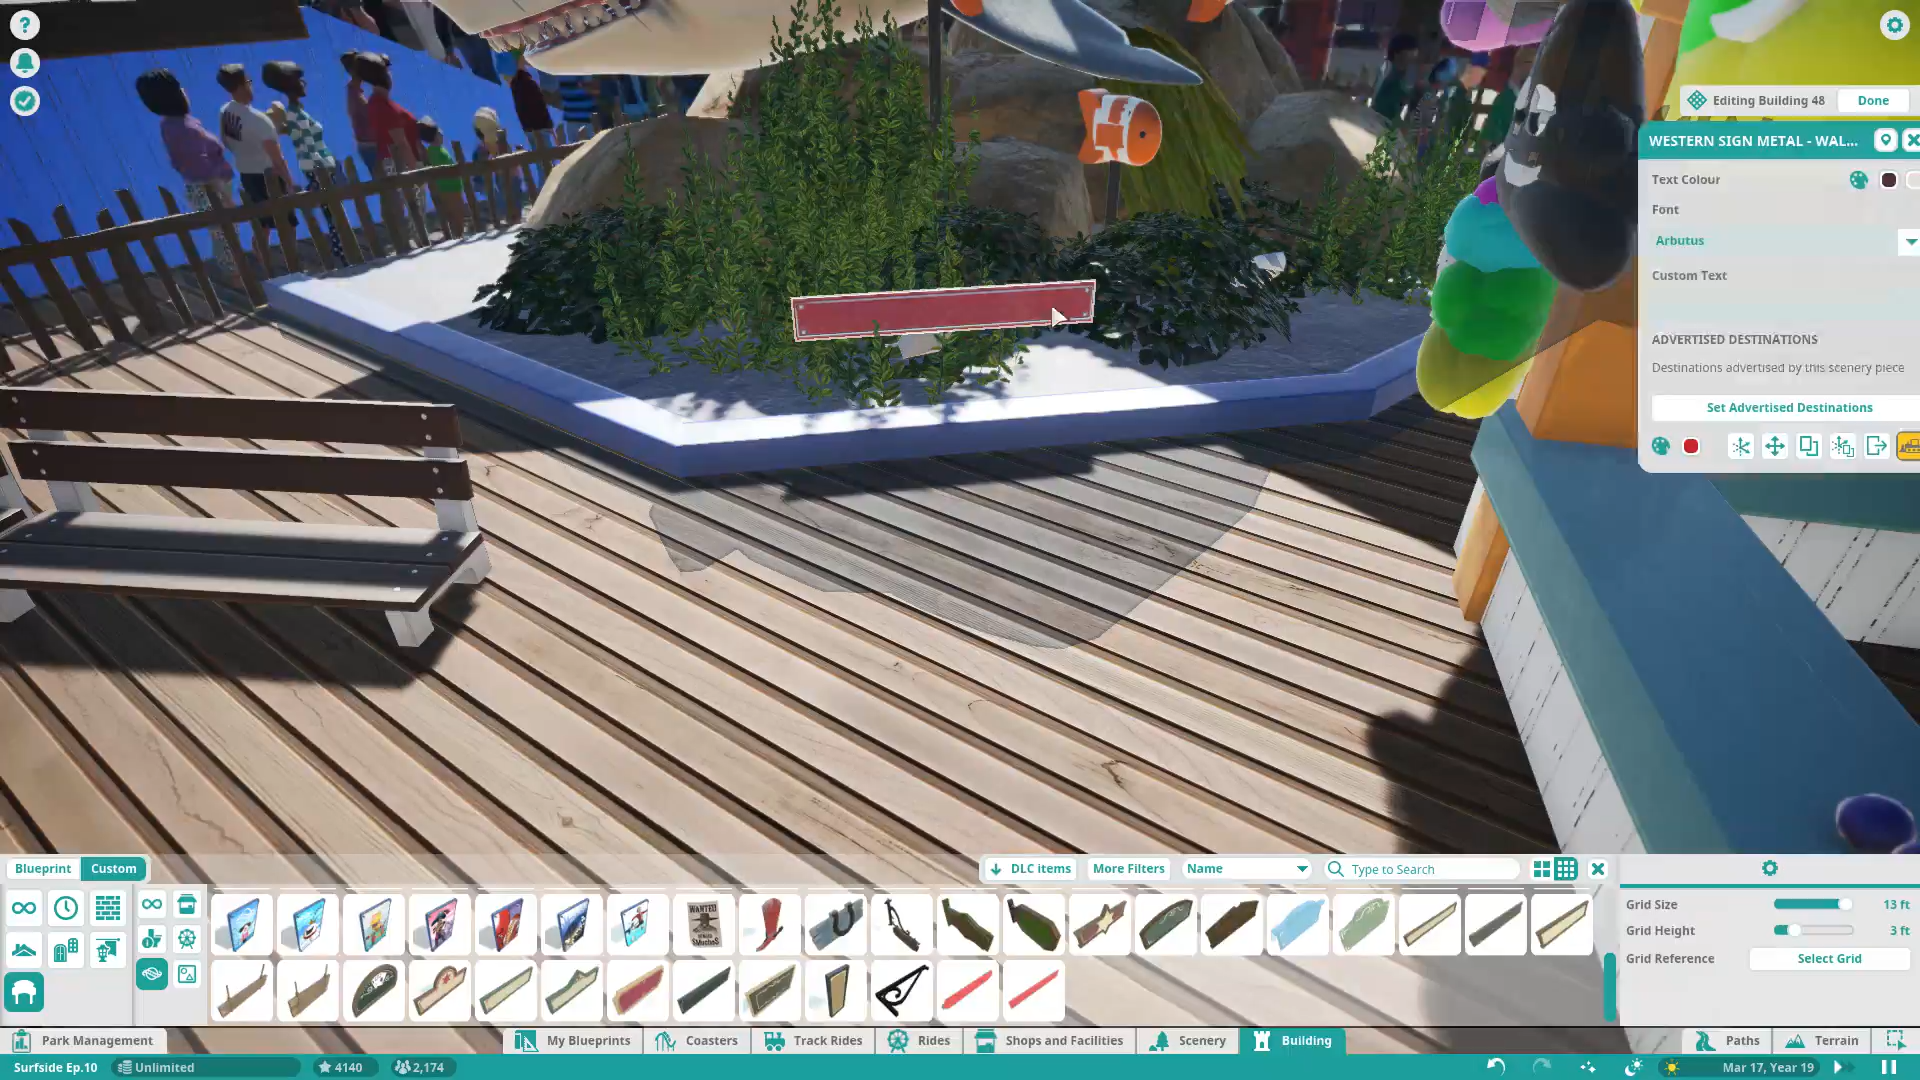 Editing Building 48 Done
WESTERN SIGN METAL - WAL...
Text Colour
Font
Arbutus
Custom Text
ADVERTISED DESTINATIONS
Destinations advertised by this scenery piece
Set Advertised Destinations
Blueprint Custom
DLC items More Filters Name Type to Search
WANTED
Grid Size 13 ft
Grid Height 3 ft
Grid Reference Select Grid
Park Management My Blueprints Coasters Track Rides Rides Shops and Facilities Scenery Building Paths Terrain
Surfside Ep.10 Unlimited 4140 2,174 Mar 17, Year 19